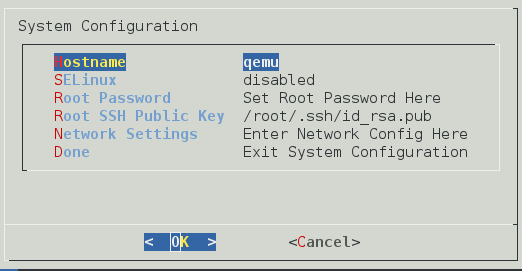 System Configuration
Hostname qemu
SELinux disabled
Root Password Set Root Password Here
Root SSH Public Key /root/.ssh/id_rsa.pub
Network Settings Enter Network Config Here
Done Exit System Configuration
< OK > <Cancel>